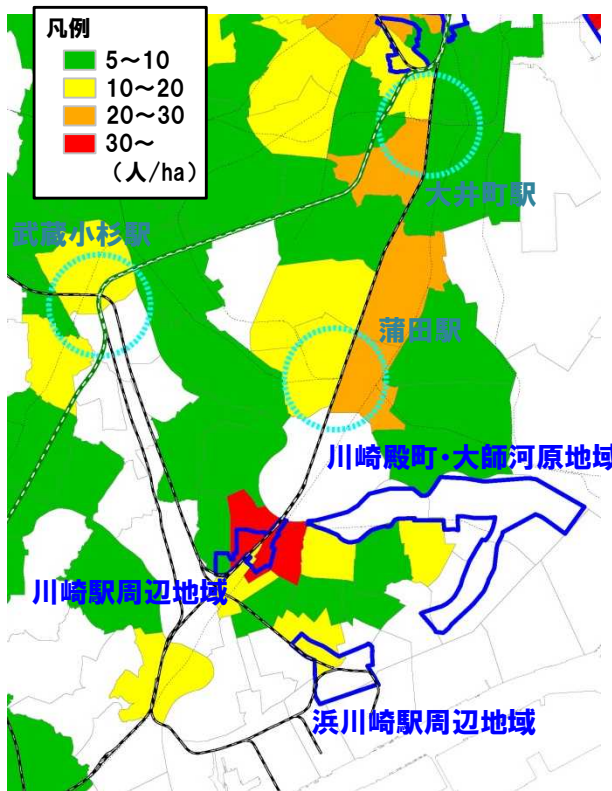 凡例
5～10
10～20
20～30
30～
（人/ha）
大井町駅
武蔵小杉駅
蒲田駅
川崎殿町・大師河原地域
川崎駅周辺地域
浜川崎駅周辺地域